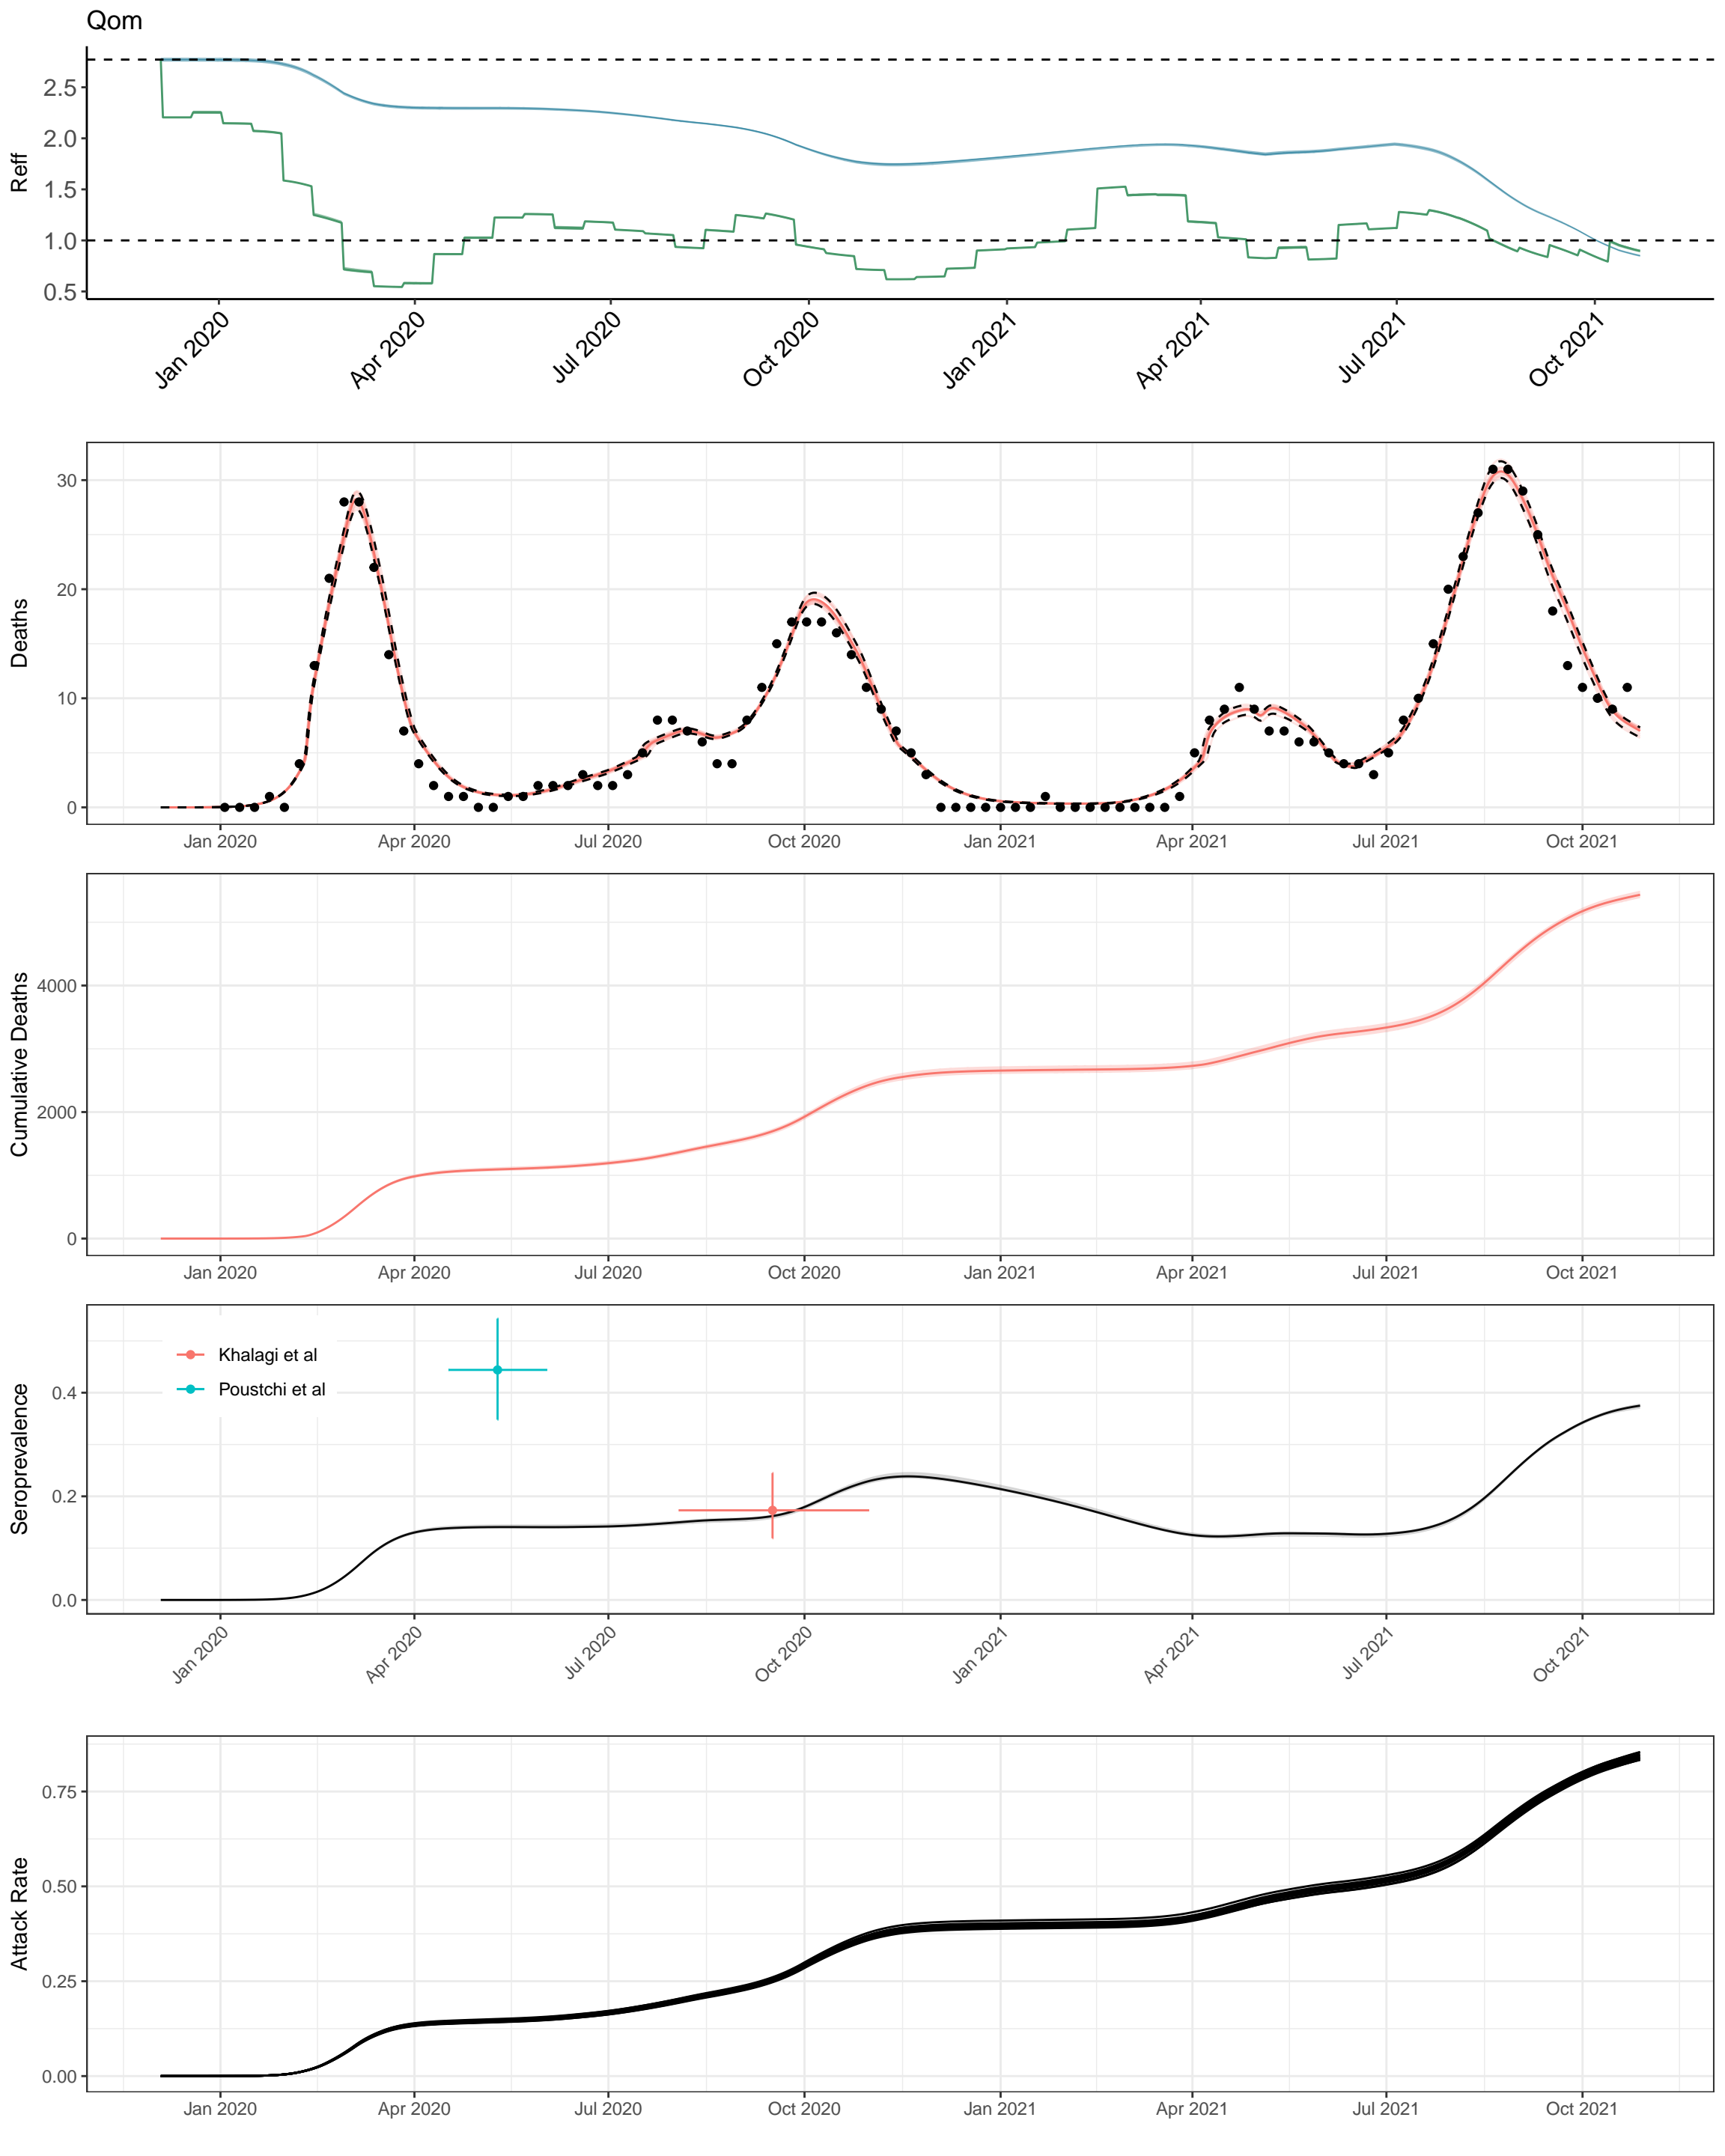 Qom
Reff
2.5
2.0
1.5
1.0
0.5
Jan 2020
Apr 2020
Jul 2020
Oct 2020
Jan 2021
Apr 2021
Jul 2021
Oct 2021
Deaths
30
20
10
0
Jan 2020
Apr 2020
Jul 2020
Oct 2020
Jan 2021
Apr 2021
Jul 2021
Oct 2021
Cumulative Deaths
4000
2000
0
Jan 2020
Apr 2020
Jul 2020
Oct 2020
Jan 2021
Apr 2021
Jul 2021
Oct 2021
Seroprevalence
Khalagi et al
Poustchi et al
0.4
0.2
0.0
Jan 2020
Apr 2020
Jul 2020
Oct 2020
Jan 2021
Apr 2021
Jul 2021
Oct 2021
Attack Rate
0.75
0.50
0.25
0.00
Jan 2020
Apr 2020
Jul 2020
Oct 2020
Jan 2021
Apr 2021
Jul 2021
Oct 2021